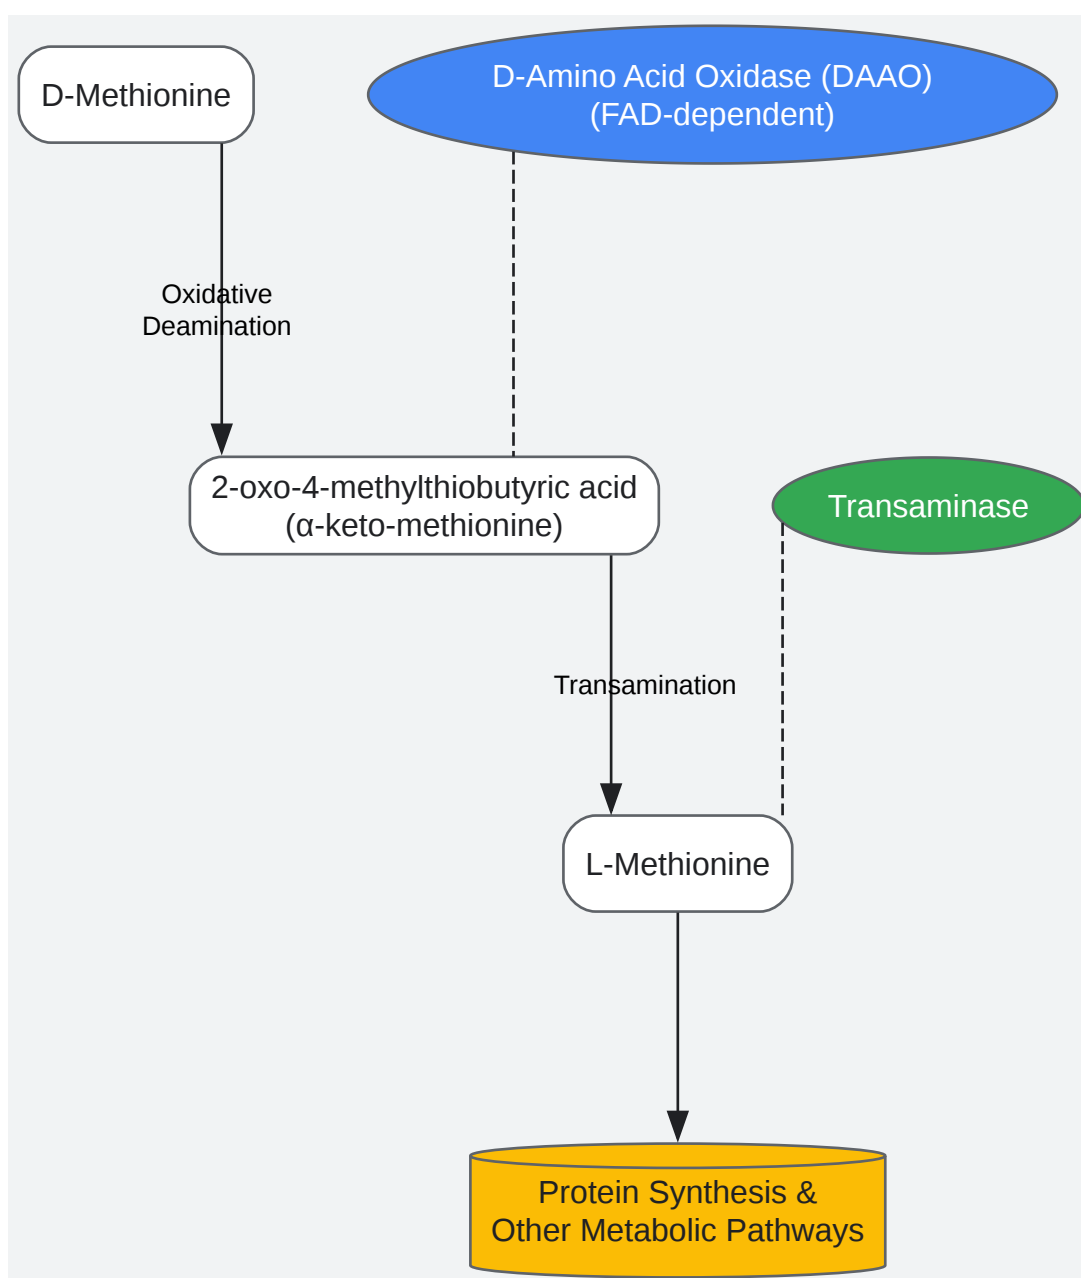 D-Methionine
D-Amino Acid Oxidase (DAAO)
(FAD-dependent)
Oxidative
Deamination
2-oxo-4-methylthiobutyric acid
(α-keto-methionine)
Transaminase
Transamination
L-Methionine
Protein Synthesis &
Other Metabolic Pathways